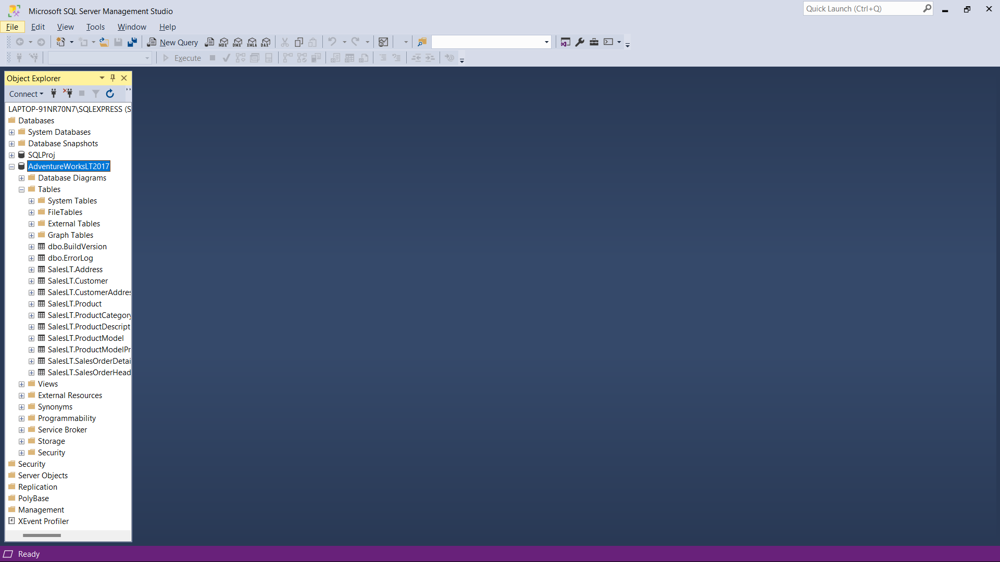 Microsoft SQL Server Management Studio
Quick Launch (Ctrl+Q)
File Edit View Tools Window Help
New Query MDX DMX XMLA DAX
Execute
Object Explorer
Connect
LAPTOP-91NR70N7\SQLEXPRESS (S
Databases
System Databases
Database Snapshots
SQLProj
AdventureWorksLT2017
Database Diagrams
Tables
System Tables
FileTables
External Tables
Graph Tables
dbo.BuildVersion
dbo.ErrorLog
SalesLT.Address
SalesLT.Customer
SalesLT.CustomerAddres
SalesLT.Product
SalesLT.ProductCategory
SalesLT.ProductDescript
SalesLT.ProductModel
SalesLT.ProductModelPr
SalesLT.SalesOrderDetai
SalesLT.SalesOrderHead
Views
External Resources
Synonyms
Programmability
Service Broker
Storage
Security
Security
Server Objects
Replication
PolyBase
Management
XEvent Profiler
Ready